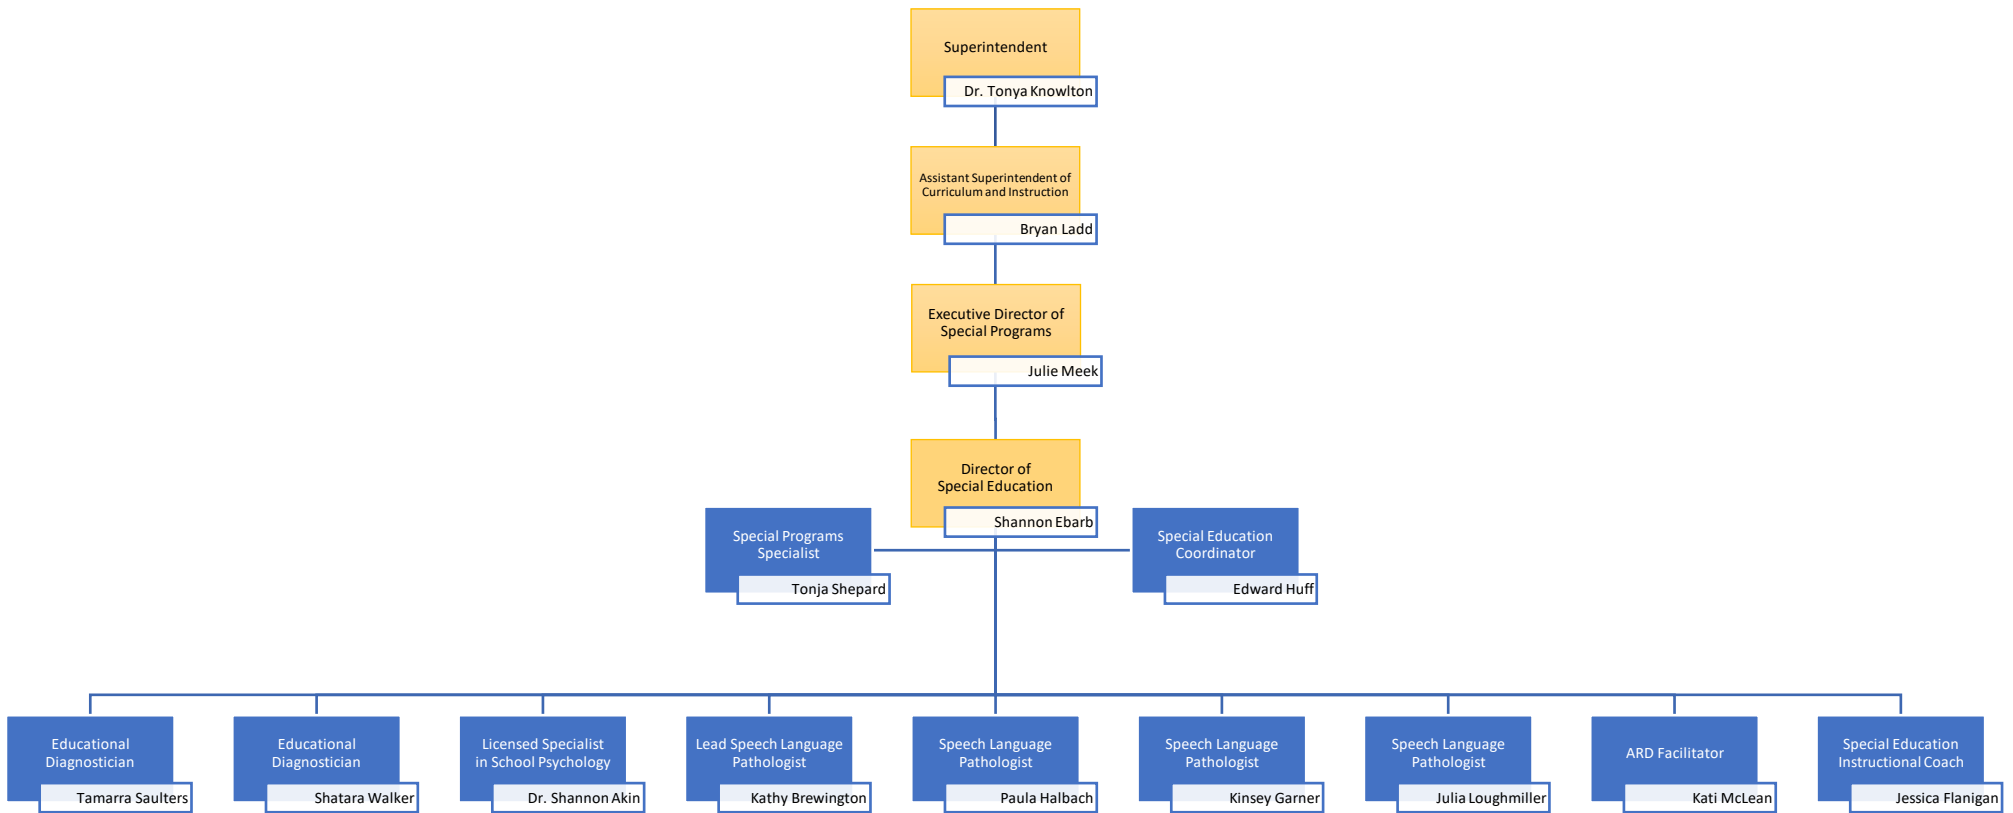 Superintendent
Dr. Tonya Knowlton
Assistant Superintendent of
Curriculum and Instruction
Bryan Ladd
Executive Director of
Special Programs
Julie Meek
Director of
Special Education
Shannon Ebarb
Special Programs
Specialist
Tonja Shepard
Special Education
Coordinator
Edward Huff
Educational
Diagnostician
Tamarra Saulters
Educational
Diagnostician
Shatara Walker
Licensed Specialist
in School Psychology
Dr. Shannon Akin
Lead Speech Language
Pathologist
Kathy Brewington
Speech Language
Pathologist
Paula Halbach
Speech Language
Pathologist
Kinsey Garner
Speech Language
Pathologist
Julia Loughmiller
ARD Facilitator
Kati McLean
Special Education
Instructional Coach
Jessica Flanigan